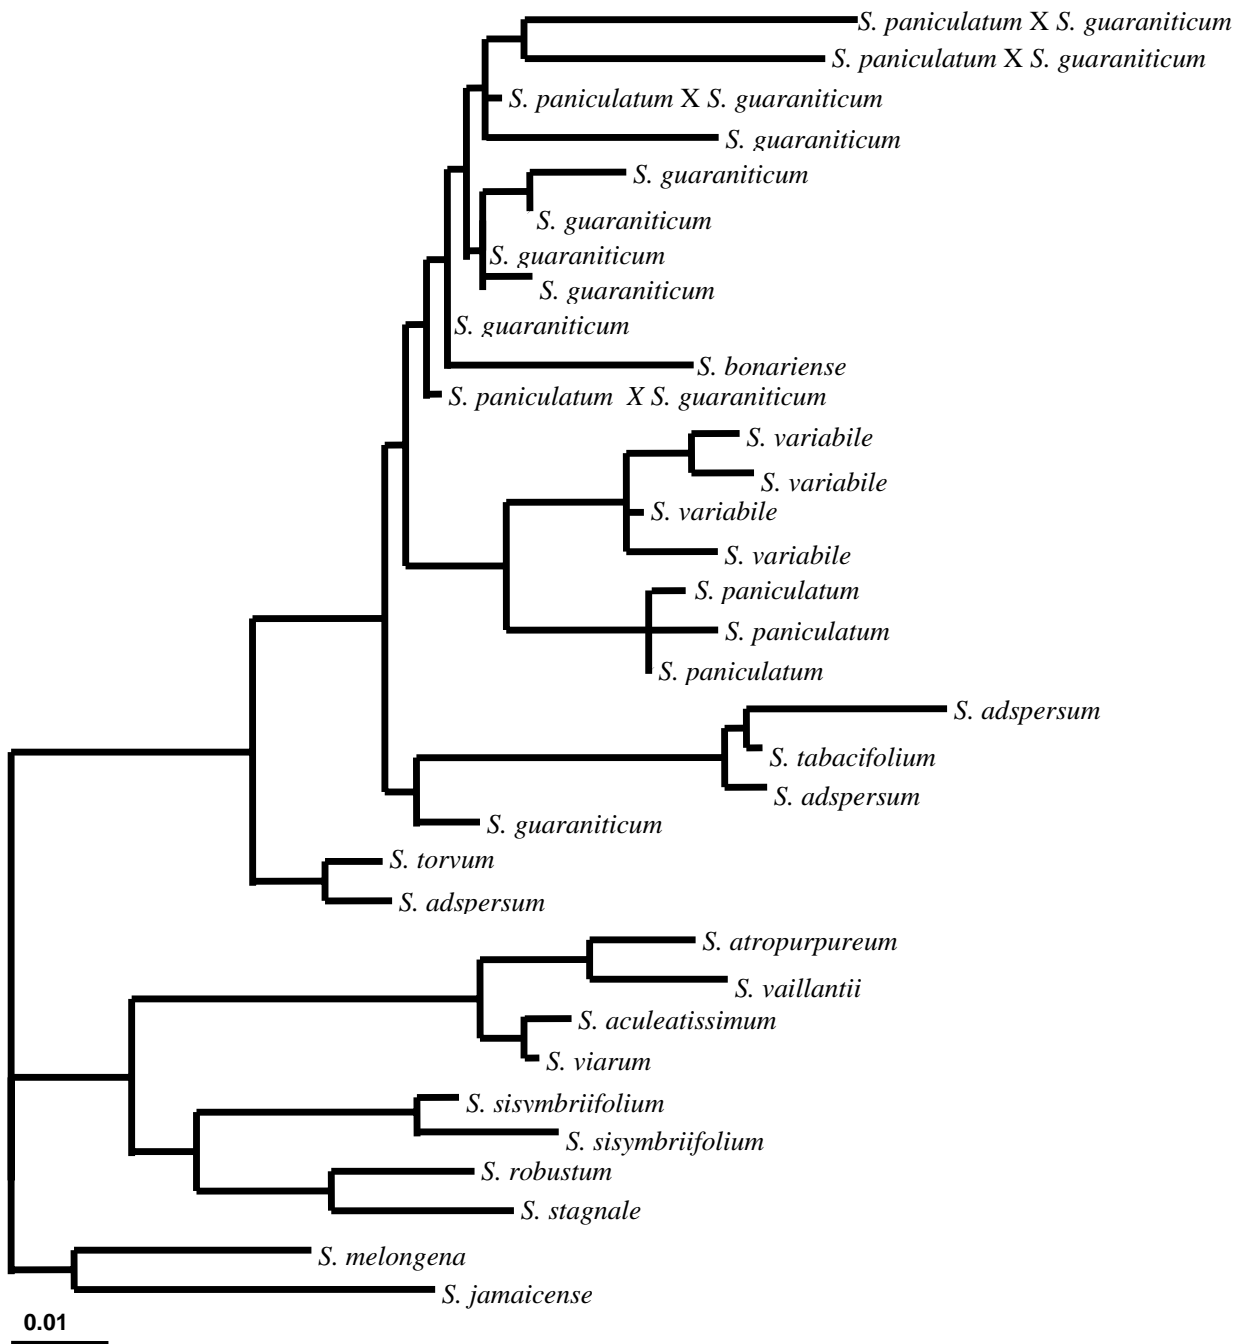 S. paniculatum X S. guaraniticum
S. paniculatum X S. guaraniticum
S. paniculatum X S. guaraniticum
S. guaraniticum
S. guaraniticum
S. guaraniticum
S. guaraniticum
S. guaraniticum
S. guaraniticum
S. bonariense
S. paniculatum X S. guaraniticum
S. variabile
S. variabile
S. variabile
S. variabile
S. paniculatum
S. paniculatum
S. paniculatum
S. adspersum
S. tabacifolium
S. adspersum
S. guaraniticum
S. torvum
S. adspersum
S. atropurpureum
S. vaillantii
S. aculeatissimum
S. viarum
S. sisymbriifolium
S. sisymbriifolium
S. robustum
S. stagnale
S. melongena
S. jamaicense
0.01